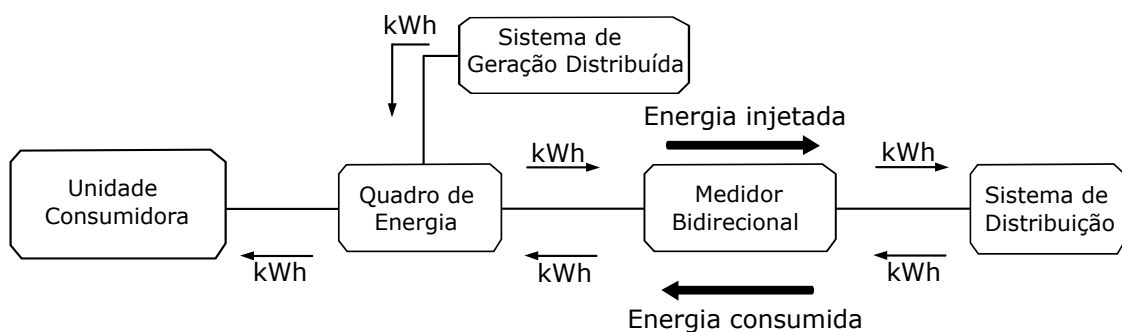 kWh
Sistema de
Geração Distribuída
Energia injetada
kWh
kWh
Unidade
Consumidora
Quadro de
Energia
Medidor
Bidirecional
Sistema de
Distribuição
kWh
kWh
kWh
Energia consumida